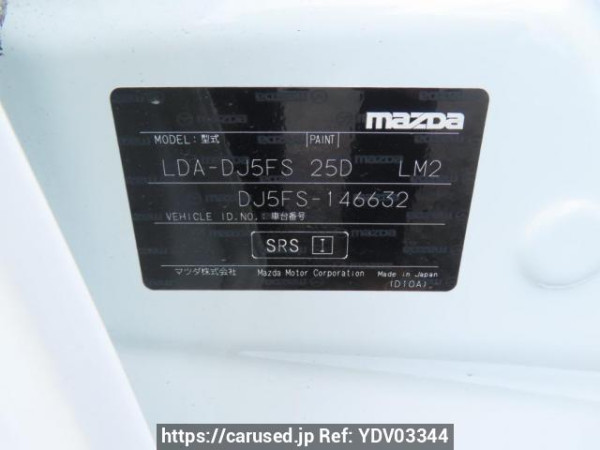 mazda
MODEL:型式 PAINT
LDA-DJ5FS 25D LM2
DJ5FS-146632
VEHICLE ID.NO. 車台番号
SRS I
マツダ株式会社 Mazda Motor Corporation Made in Japan
(D10A)
https://carused.jp Ref: YDV03344